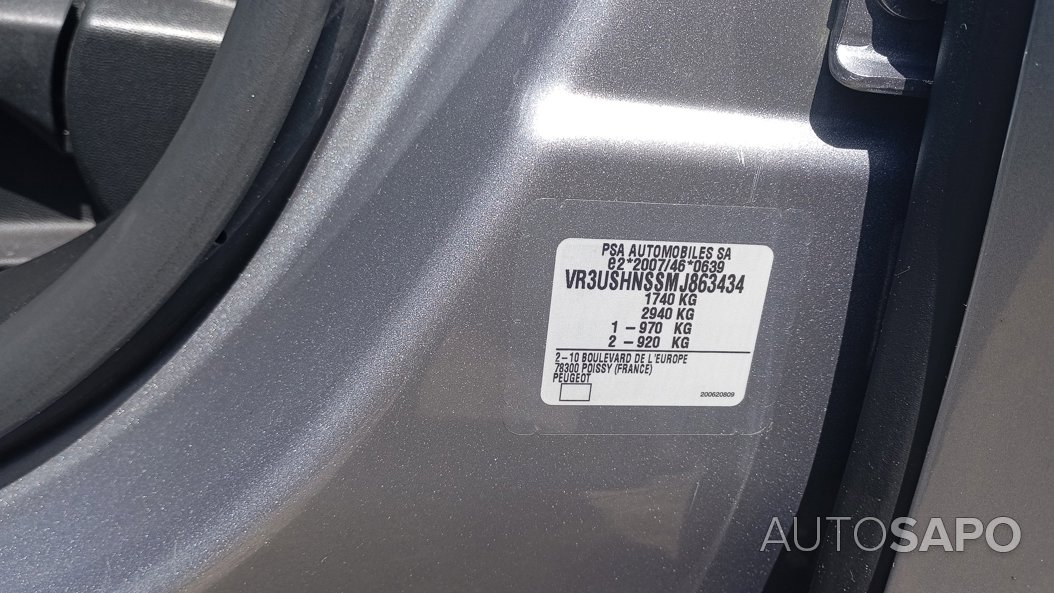 PSA AUTOMOBILES SA
e2*2007/46*0639
VR3USHNSSMJ863434
1740 KG
2940 KG
1 – 970 KG
2 – 920 KG
2–10 BOULEVARD DE L'EUROPE
78300 POISSY (FRANCE)
PEUGEOT
200620809
AUTOSAPO